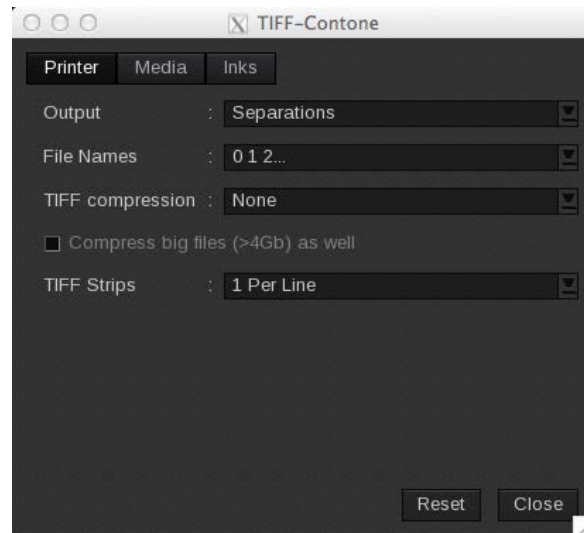 TIFF-Contone
Printer Media Inks
Output : Separations
File Names : 0 1 2...
TIFF compression : None
Compress big files (>4Gb) as well
TIFF Strips : 1 Per Line
Reset Close